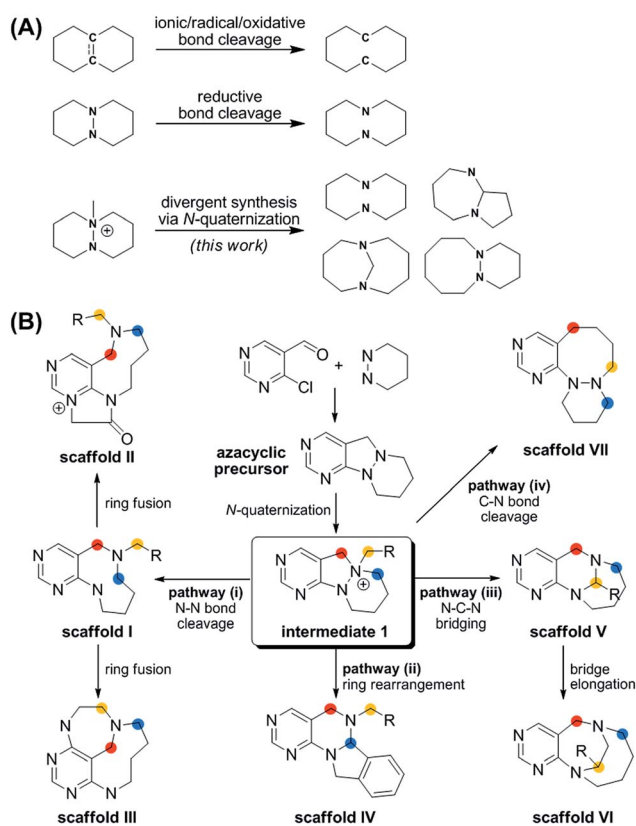 (A)
ionic/radical/oxidative
bond cleavage
C
C
C
C
reductive
bond cleavage
N
N
N
N
divergent synthesis
via N-quaternization
(this work)
N
N
⊕
N
N
N
N
N
N
N
N
(B)
R
N
N
N
N
⊕
O
scaffold II
N
N
O
Cl
+
N
N
azacyclic
precursor
N
N
N
N
N-quaternization
N
N
N
N
scaffold VII
pathway (iv)
C-N bond
cleavage
ring fusion
N
N
N
N
R
scaffold I
pathway (i)
N-N bond
cleavage
N
N
N
N
⊕
R
intermediate 1
pathway (iii)
N-C-N
bridging
N
N
N
N
R
scaffold V
ring fusion
pathway (ii)
ring rearrangement
bridge
elongation
N
N
N
N
scaffold III
N
N
N
N
R
scaffold IV
N
N
N
N
R
scaffold VI